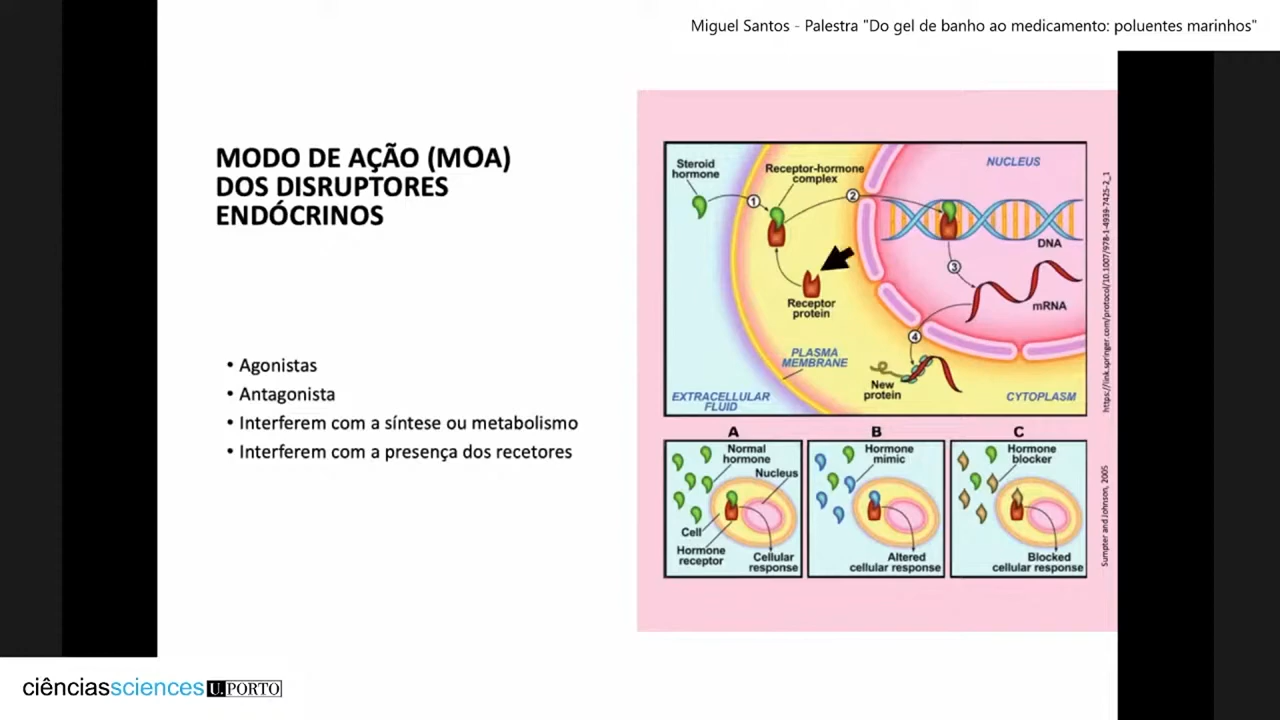 Miguel Santos - Palestra "Do gel de banho ao medicamento: poluentes marinhos"
MODO DE AÇÃO (MOA)
DOS DISRUPTORES
ENDÓCRINOS
• Agonistas
• Antagonista
• Interferem com a síntese ou metabolismo
• Interferem com a presença dos recetores
Steroid
hormone
Receptor-hormone
complex
NUCLEUS
1
2
DNA
3
mRNA
Receptor
protein
4
PLASMA
MEMBRANE
New
protein
EXTRACELLULAR
FLUID
CYTOPLASM
https://link.springer.com/protocol/10.1007/978-1-4939-7425-2_1
A
Normal
hormone
Nucleus
Cell
Hormone
receptor
Cellular
response
B
Hormone
mimic
Altered
cellular response
C
Hormone
blocker
Blocked
cellular response
Sumpter and Johnson, 2005
ciênciassciences U.PORTO